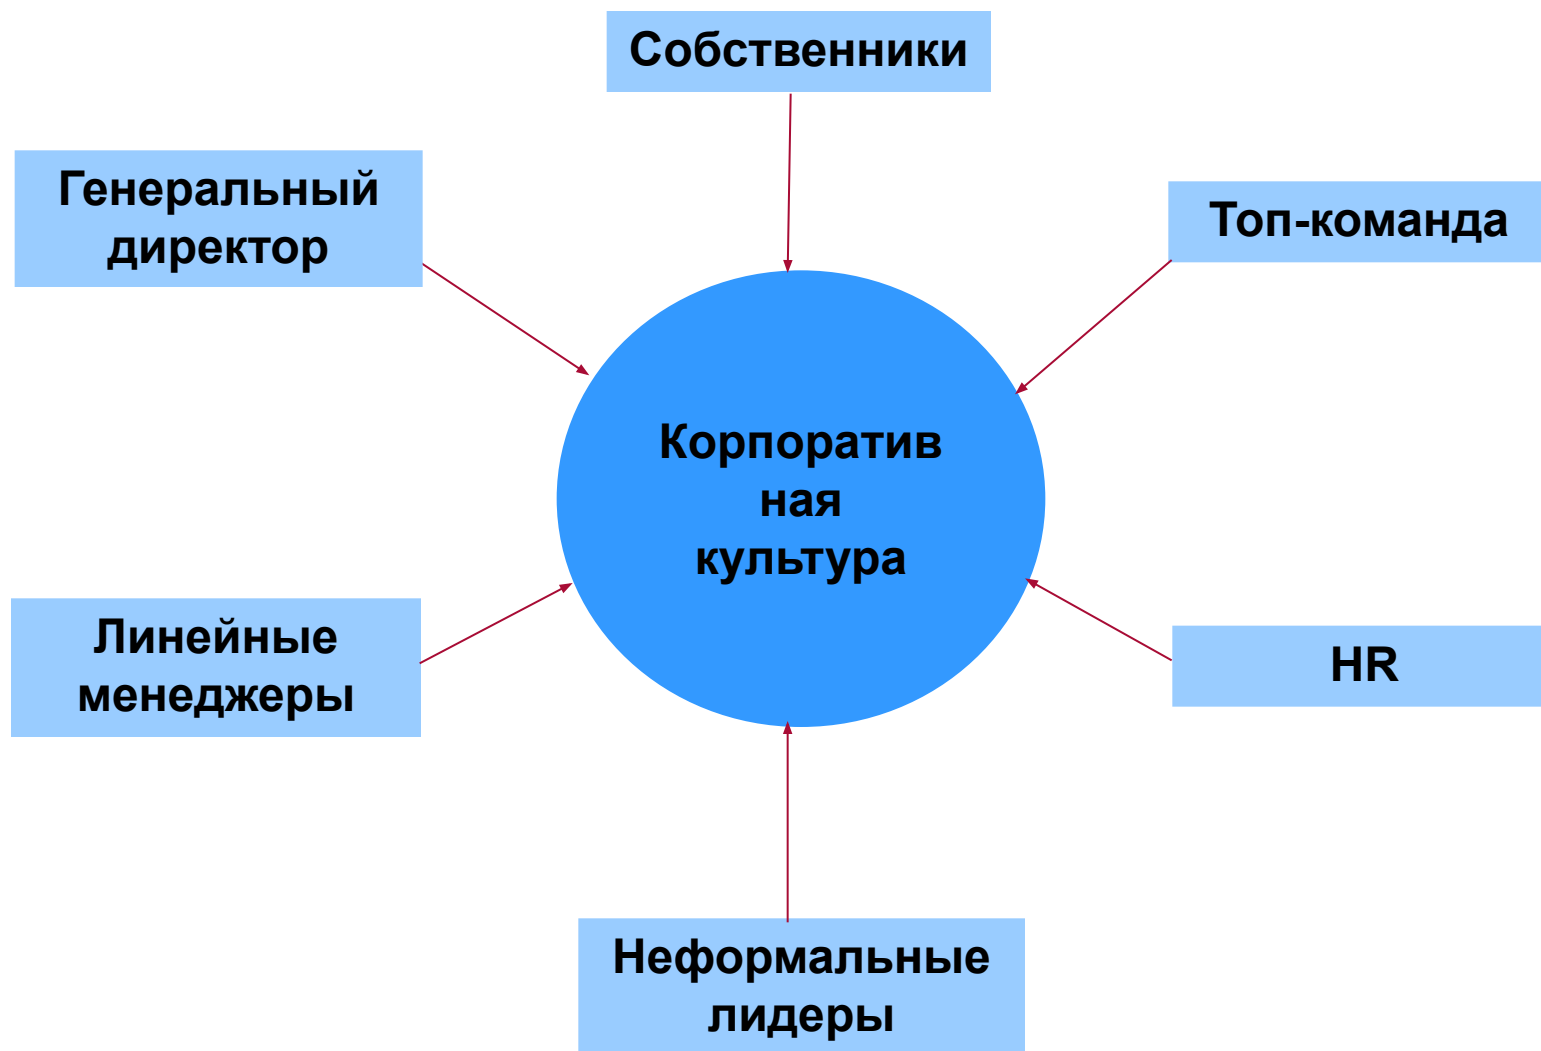 Собственники
Генеральный
директор
Топ-команда
Корпоратив
ная
культура
Линейные
менеджеры
HR
Неформальные
лидеры